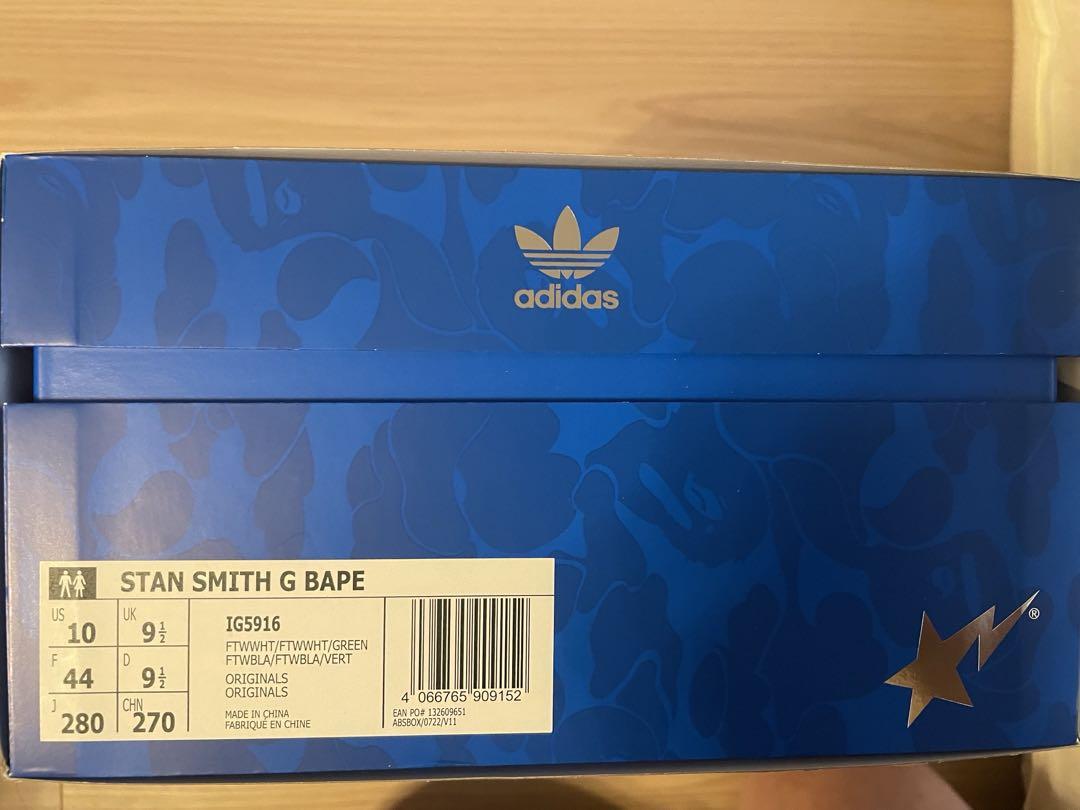 adidas
STAN SMITH G BAPE
US 10 UK 9½
F 44 D 9½
J 280 CHN 270
IG5916
FTWWHT/FTWWHT/GREEN
FTWBLA/FTWBLA/VERT
ORIGINALS
ORIGINALS
MADE IN CHINA
FABRIQUÉ EN CHINE
4 066765 909152
EAN PO# 132609651
ABSBOX/0722/V11
®